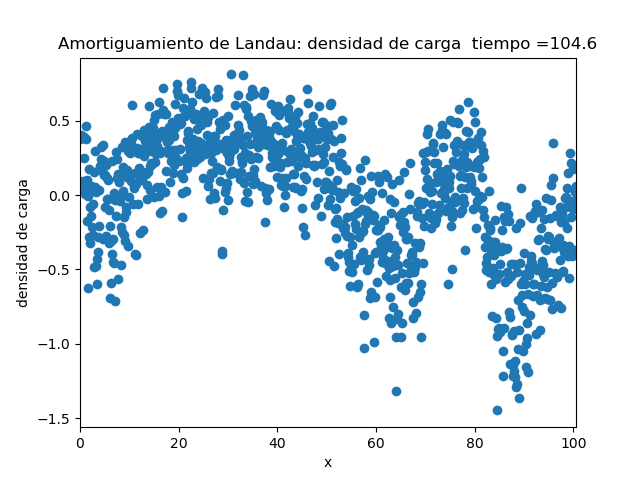 Amortiguamiento de Landau: densidad de carga  tiempo =104.6
densidad de carga
0.5
0.0
−0.5
−1.0
−1.5
0 20 40 60 80 100
x